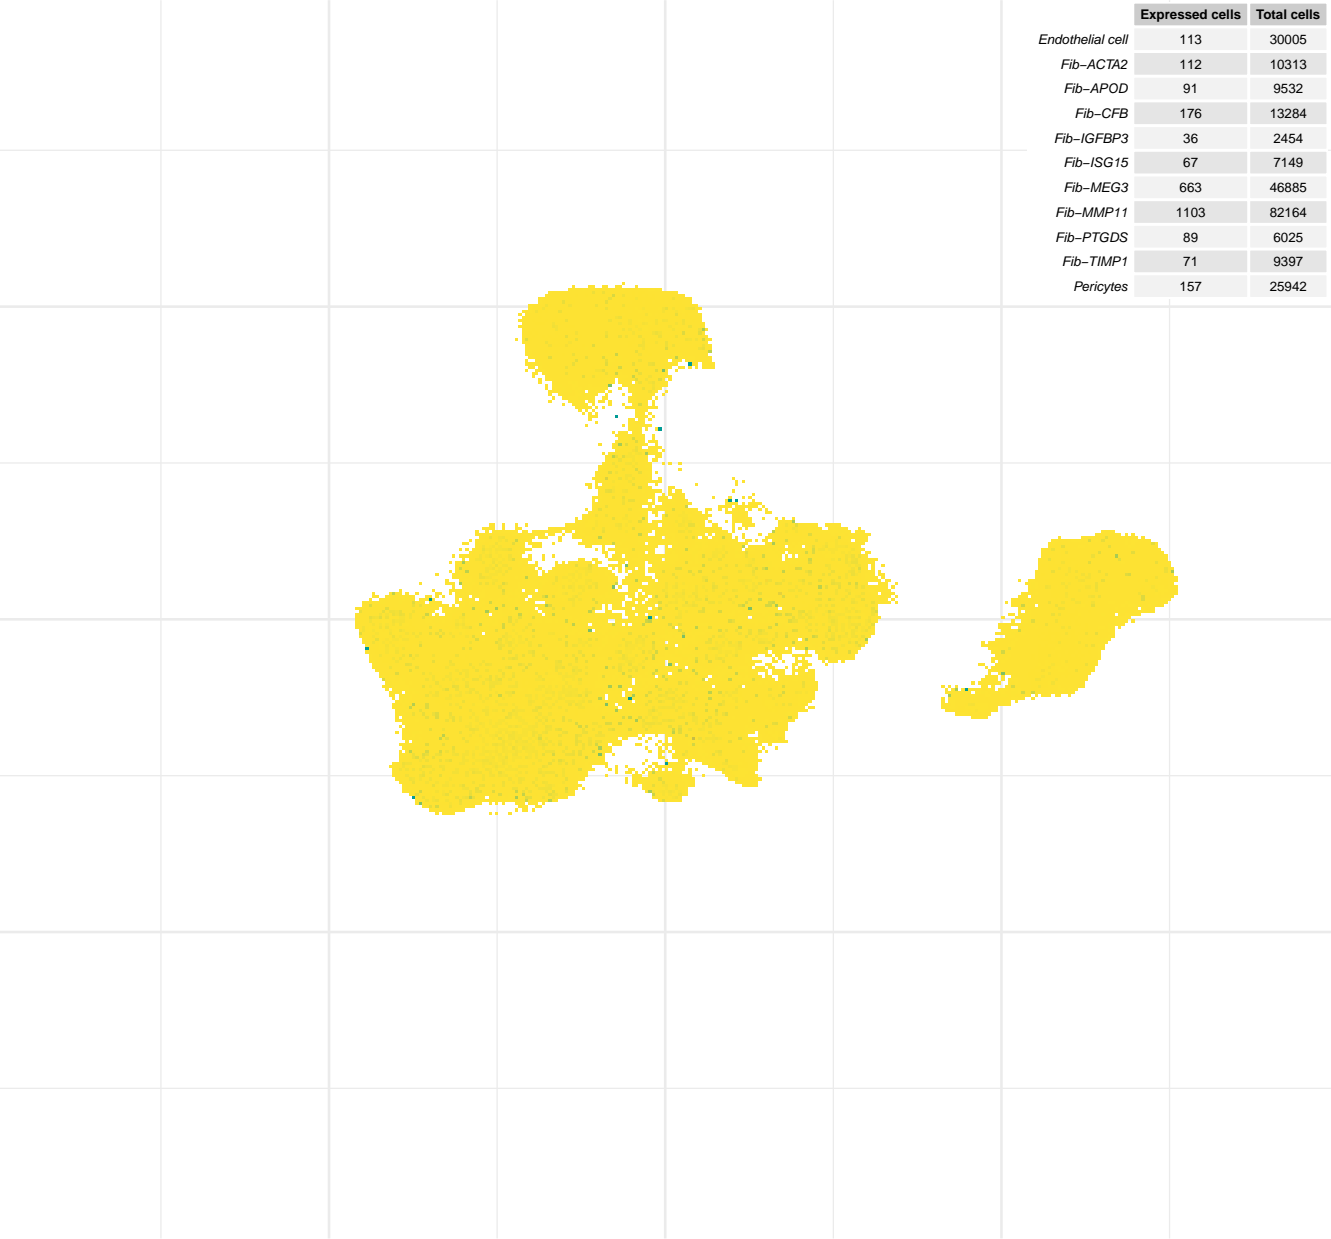 Expressed cells Total cells
Endothelial cell 113 30005
Fib−ACTA2 112 10313
Fib−APOD 91 9532
Fib−CFB 176 13284
Fib−IGFBP3 36 2454
Fib−ISG15 67 7149
Fib−MEG3 663 46885
Fib−MMP11 1103 82164
Fib−PTGDS 89 6025
Fib−TIMP1 71 9397
Pericytes 157 25942